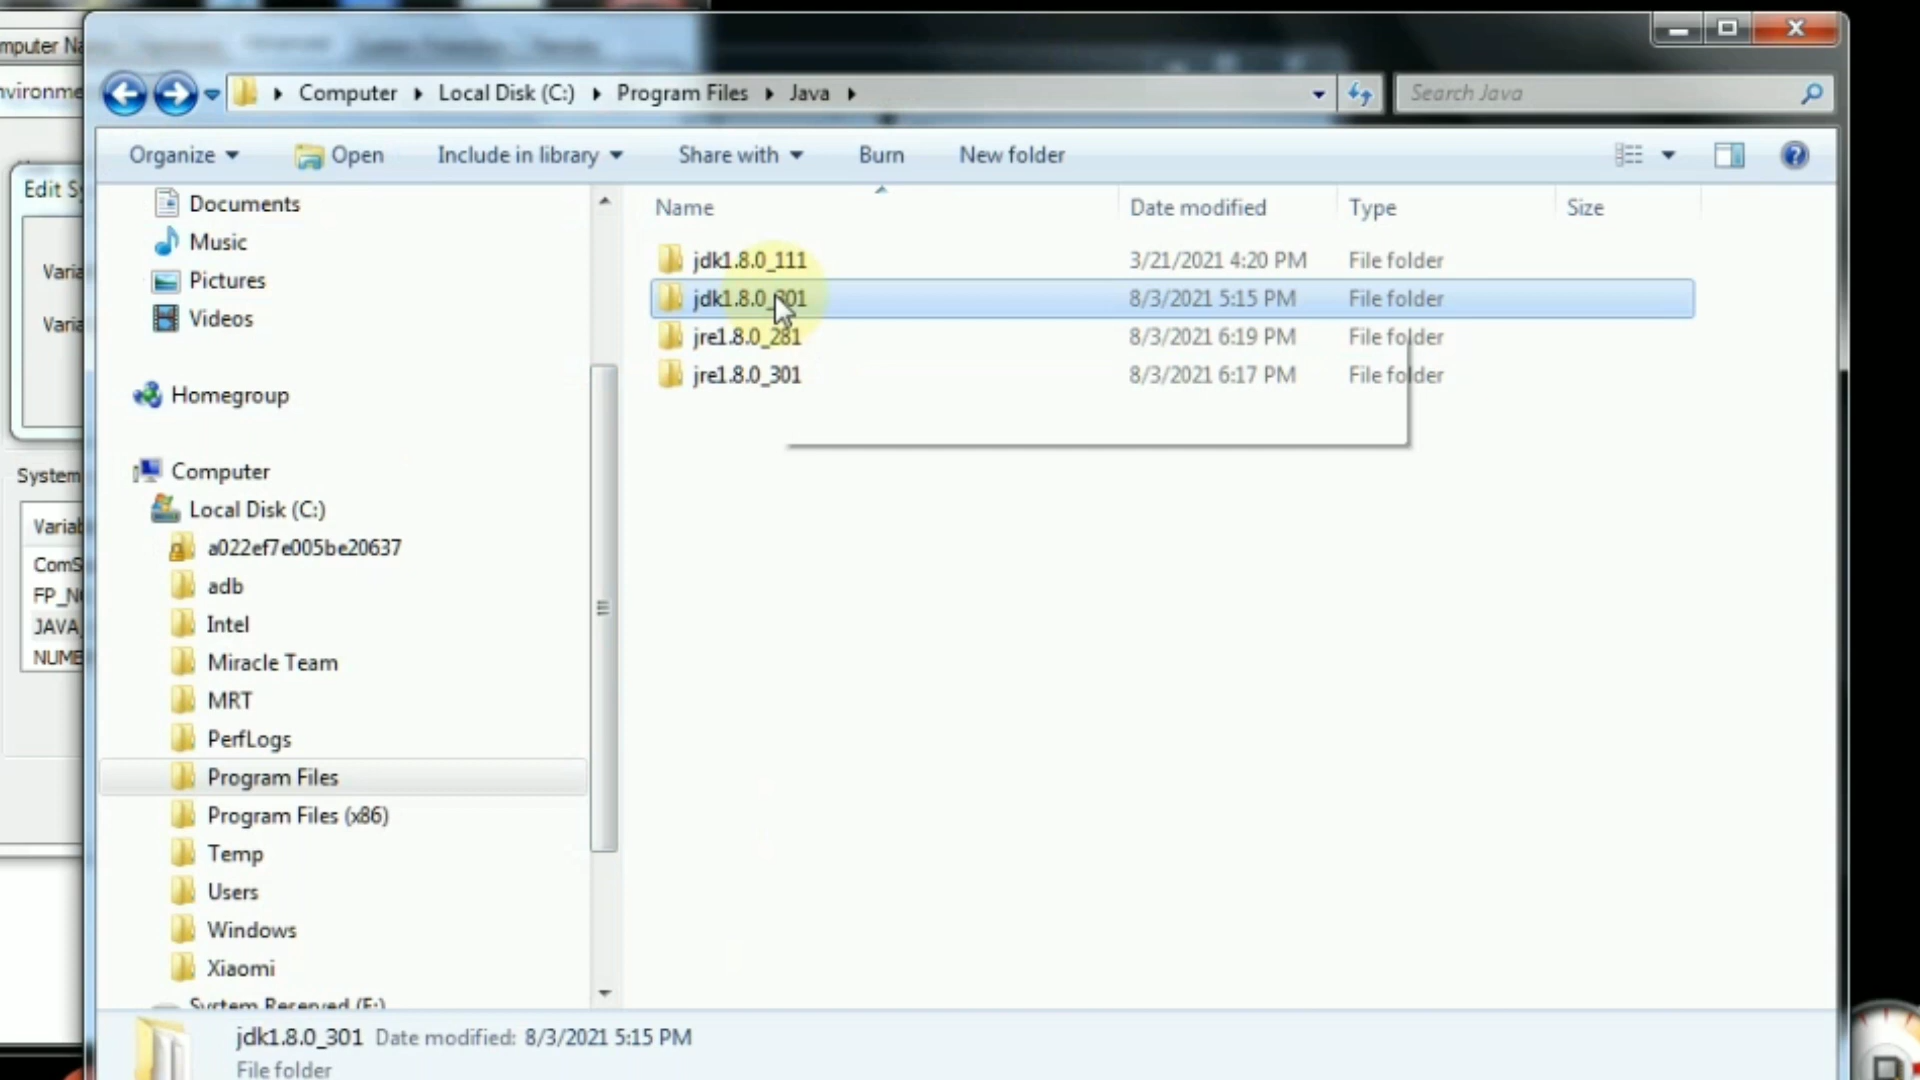 mputer Na
Computer
Local Disk (C:)
Program Files
Java
Search Java
Organize
Open
Include in library
Share with
Burn
New folder
Edit Sy
Varia
Varia
System
Variab
ComS
FP_NO
JAVA_
NUMB
Documents
Music
Pictures
Videos
Homegroup
Computer
Local Disk (C:)
a022ef7e005be20637
adb
Intel
Miracle Team
MRT
PerfLogs
Program Files
Program Files (x86)
Temp
Users
Windows
Xiaomi
System Reserved (F:)
Name Date modified Type Size
jdk1.8.0_111 3/21/2021 4:20 PM File folder
jdk1.8.0_301 8/3/2021 5:15 PM File folder
jre1.8.0_281 8/3/2021 6:19 PM File folder
jre1.8.0_301 8/3/2021 6:17 PM File folder
jdk1.8.0_301 Date modified: 8/3/2021 5:15 PM
File folder